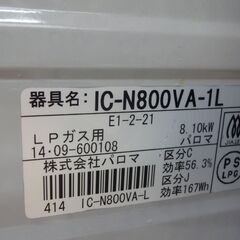 器具名: IC-N800VA-1L
E1-2-21
LPガス用 8.10kW
14・09-600108 パロマ
株式会社パロマ 区分C
効率56.3%
区分J
効率167Wh
414 IC-N800VA-L
JIA
PS
LPG